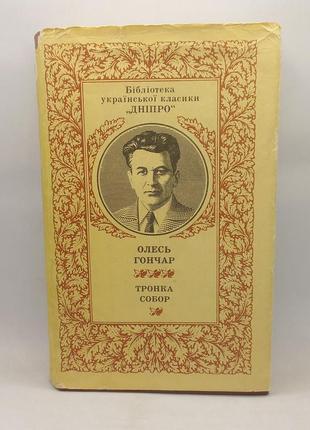 Бібліотека
української класики
„ДНІПРО“
ОЛЕСЬ
ГОНЧАР
ТРОНКА
СОБОР